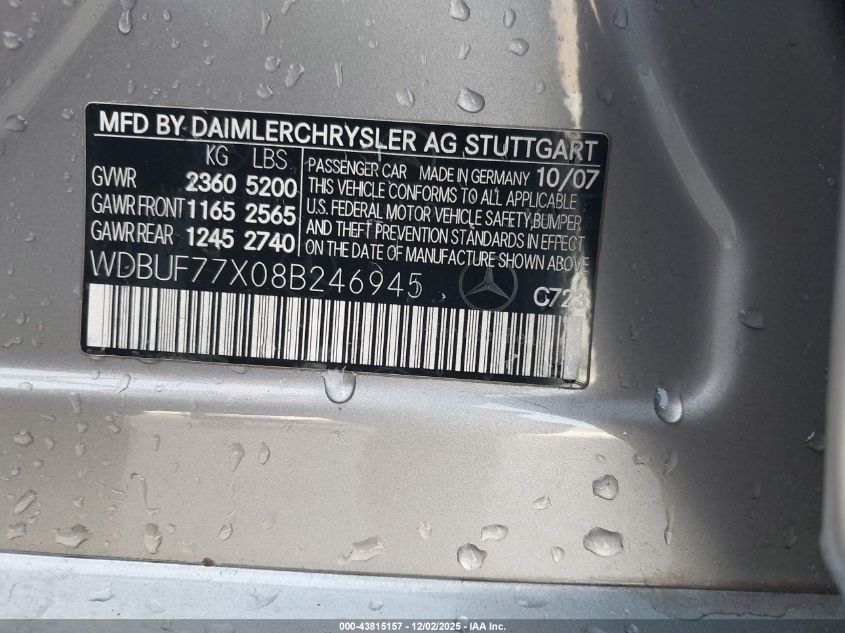 MFD BY DAIMLERCHRYSLER AG STUTTGART
KG LBS
GVWR 2360 5200
GAWR FRONT 1165 2565
GAWR REAR 1245 2740
PASSENGER CAR MADE IN GERMANY 10/07
THIS VEHICLE CONFORMS TO ALL APPLICABLE
U.S. FEDERAL MOTOR VEHICLE SAFETY,BUMPER
AND THEFT PREVENTION STANDARDS IN EFFECT
ON THE DATE OF MANUFACTURE SHOWN ABOVE
WDBUF77X08B246945
C723
000-43815157 - 12/02/2025 - IAA Inc.